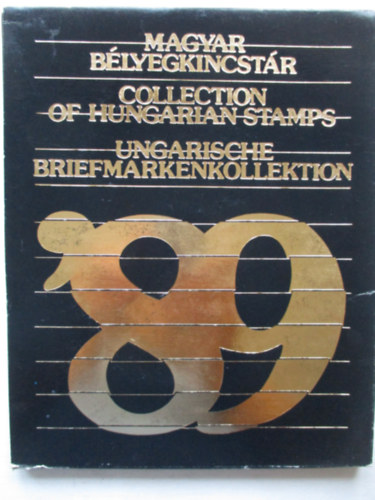 MAGYAR
BÉLYEGKINCSTÁR
COLLECTION
OF HUNGARIAN STAMPS
UNGARISCHE
BRIEFMARKENKOLLEKTION
'89